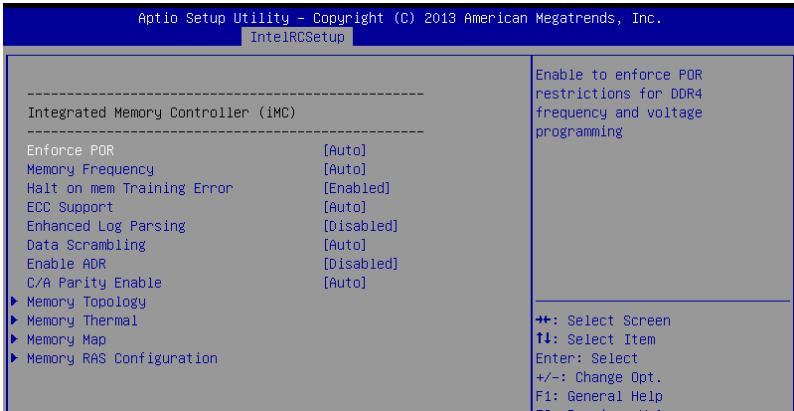 Aptio Setup Utility – Copyright (C) 2013 American Megatrends, Inc.
IntelRCSetup
--------------------------------------------------
Integrated Memory Controller (iMC)
--------------------------------------------------
Enforce POR [Auto]
Memory Frequency [Auto]
Halt on mem Training Error [Enabled]
ECC Support [Auto]
Enhanced Log Parsing [Disabled]
Data Scrambling [Auto]
Enable ADR [Disabled]
C/A Parity Enable [Auto]
Memory Topology
Memory Thermal
Memory Map
Memory RAS Configuration
Enable to enforce POR
restrictions for DDR4
frequency and voltage
programming
→←: Select Screen
↑↓: Select Item
Enter: Select
+/-: Change Opt.
F1: General Help